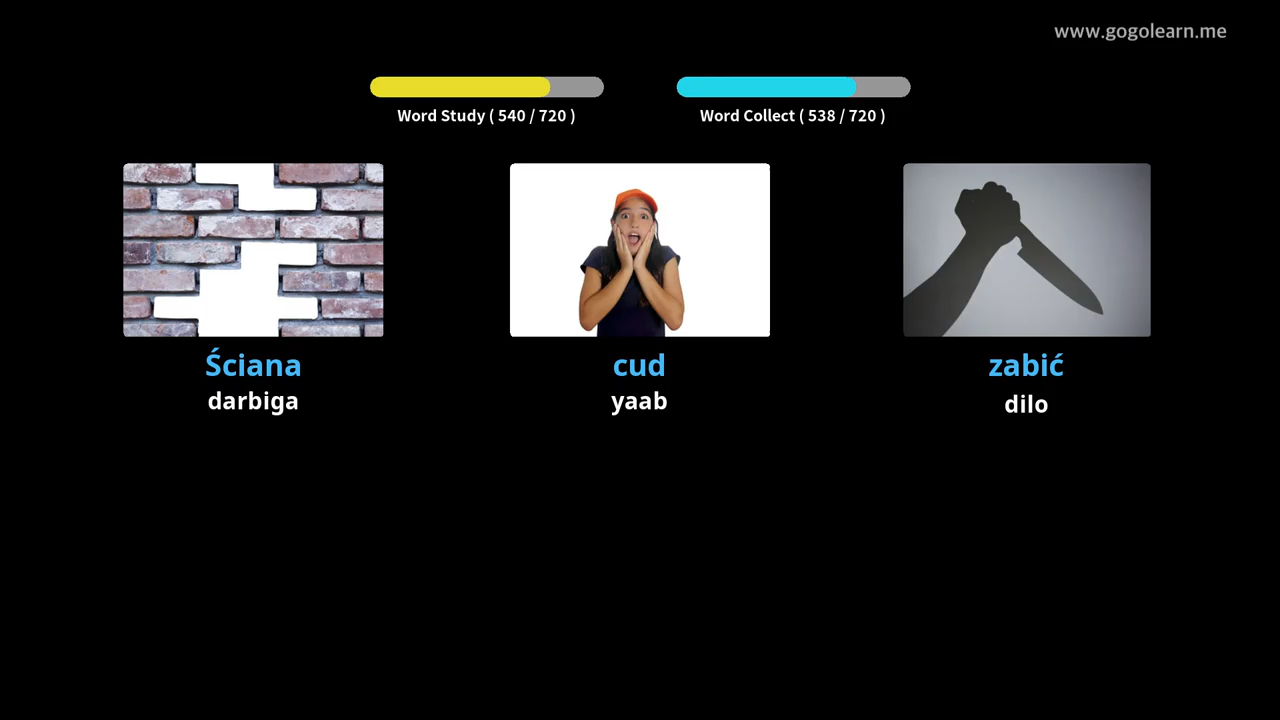 www.gogolearn.me
Word Study ( 540 / 720 )
Word Collect ( 538 / 720 )
Ściana
darbiga
cud
yaab
zabić
dilo